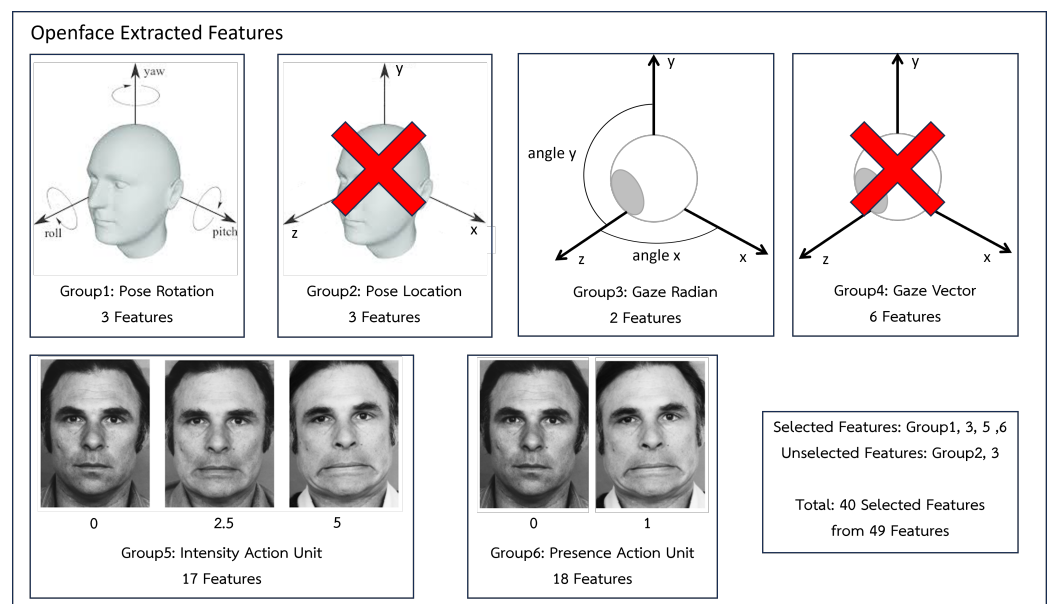 Openface Extracted Features
yaw
roll
pitch
Group1: Pose Rotation
3 Features
y
z
x
Group2: Pose Location
3 Features
y
angle y
z
angle x
x
Group3: Gaze Radian
2 Features
y
z
x
Group4: Gaze Vector
6 Features
0
2.5
5
Group5: Intensity Action Unit
17 Features
0
1
Group6: Presence Action Unit
18 Features
Selected Features: Group1, 3, 5 ,6
Unselected Features: Group2, 3
Total: 40 Selected Features
from 49 Features